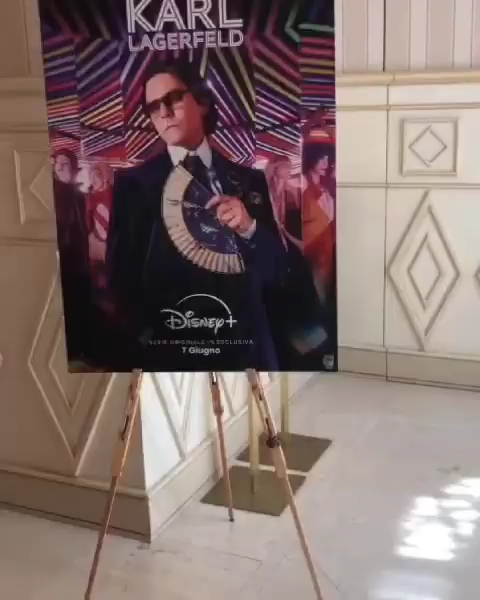 KARL
LAGERFELD
Disney+
SERIE ORIGINALE IN ESCLUSIVA
7 Giugno